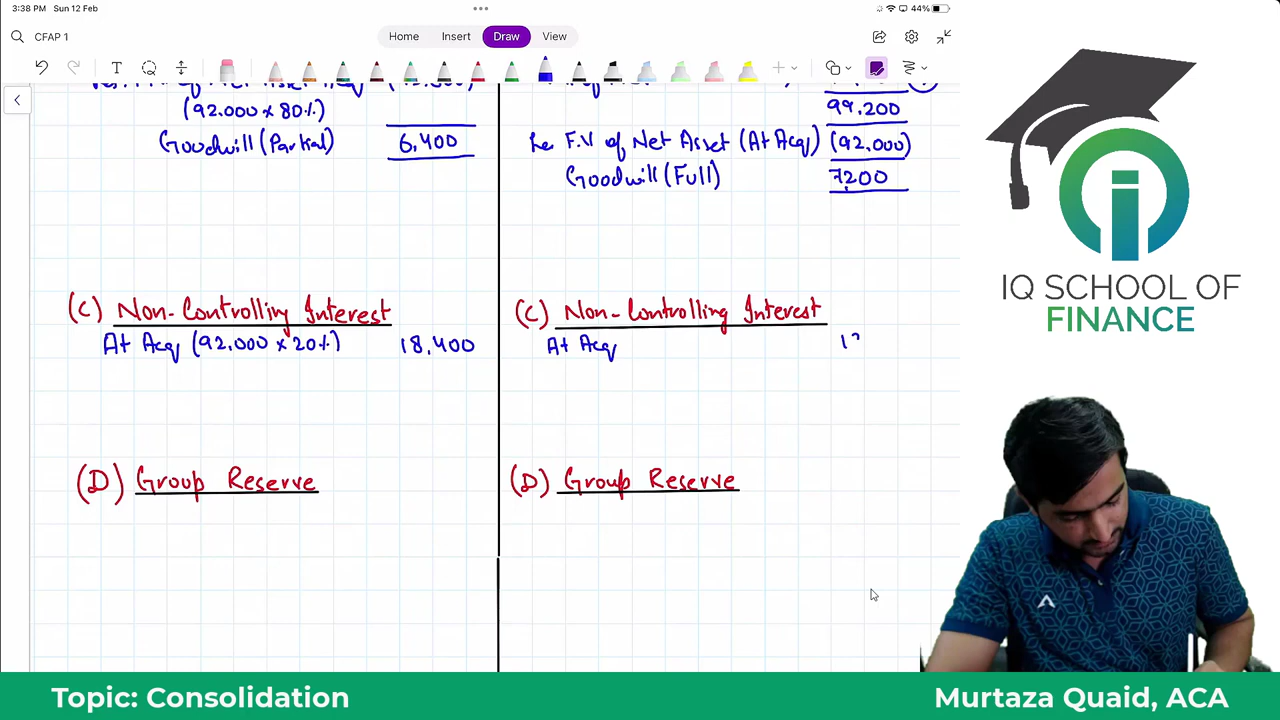 3:38 PM Sun 12 Feb
44%
CFAP 1
Home Insert Draw View
(92.000 x 80%)
Goodwill (Partial) 6,400
99.200
Le F.V of Net Asset (At Acq) (92.000)
Goodwill (Full) 7200
(C) Non-Controlling Interest
At Acq (92.000 x 20%) 18,400
(C) Non-Controlling Interest
At Acq
(D) Group Reserve
(D) Group Reserve
IQ SCHOOL OF
FINANCE
Topic: Consolidation
Murtaza Quaid, ACA